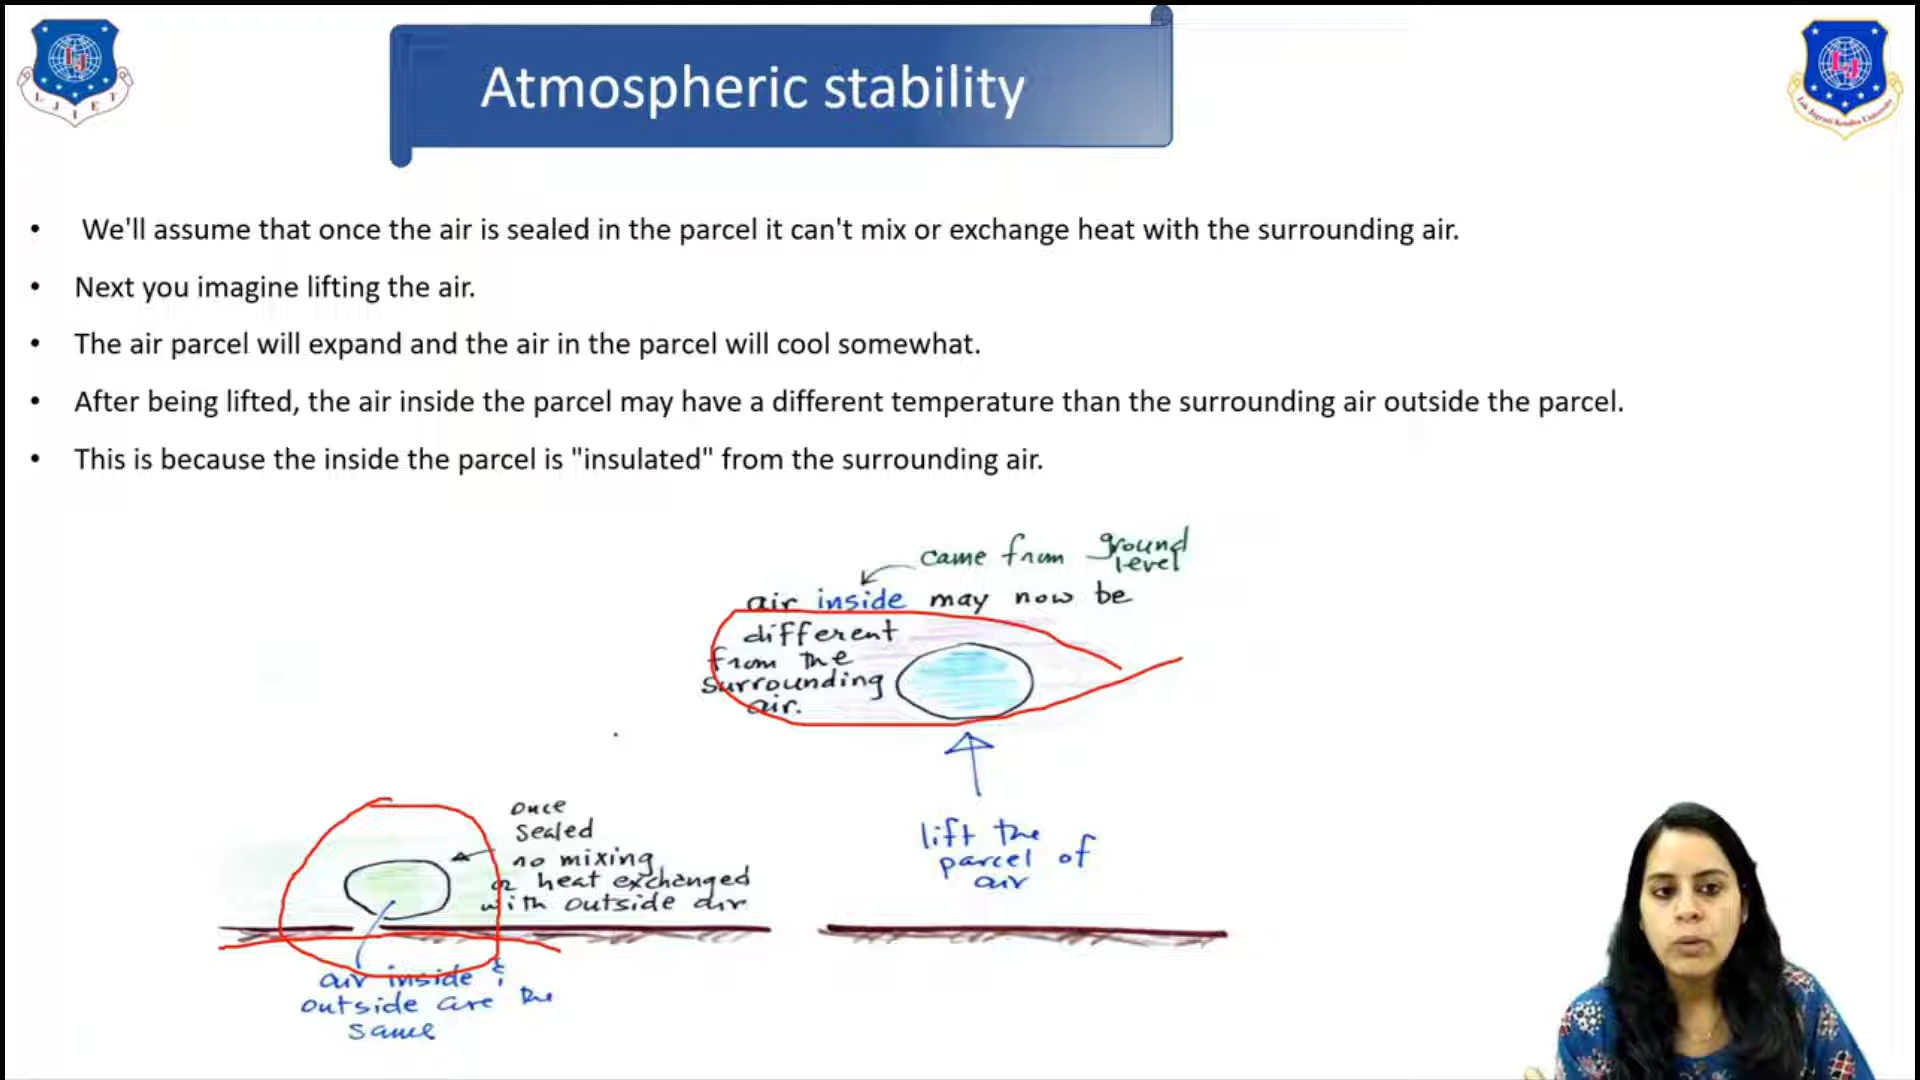 Atmospheric stability
L J I E T
LJ
Lok Jagruti Kendra University
• We'll assume that once the air is sealed in the parcel it can't mix or exchange heat with the surrounding air.
• Next you imagine lifting the air.
• The air parcel will expand and the air in the parcel will cool somewhat.
• After being lifted, the air inside the parcel may have a different temperature than the surrounding air outside the parcel.
• This is because the inside the parcel is "insulated" from the surrounding air.
came from ground level
air inside may now be
different
from the
surrounding
air.
lift the
parcel of
air
once
sealed
no mixing
or heat exchanged
with outside air
air inside &
outside are the
same